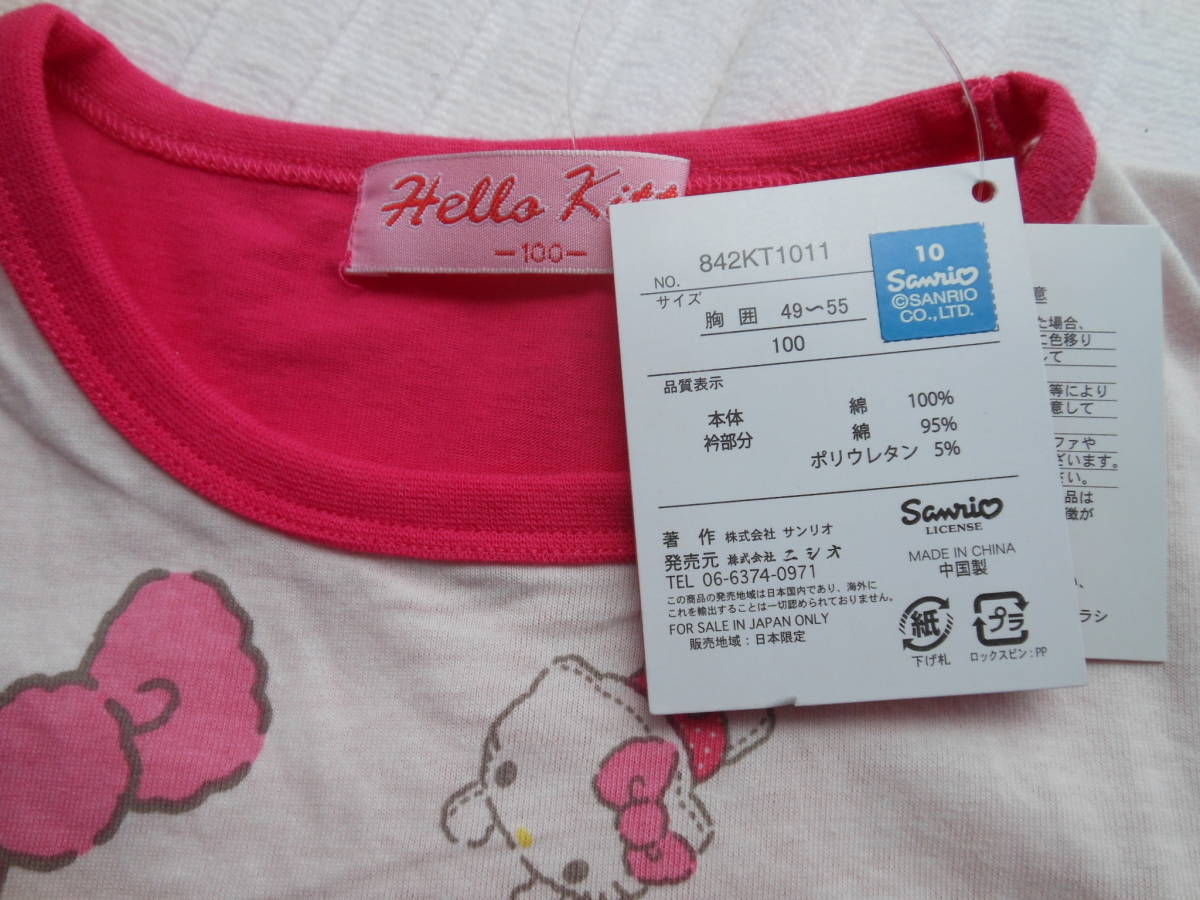 Hello
-100-
NO. 842KT1011
サイズ
胸囲 49〜55
100
10
Sanrio
©SANRIO
CO.,LTD.
品質表示
本体 綿 100%
衿部分 綿 95%
ポリウレタン 5%
Sanrio
LICENSE
MADE IN CHINA
中国製
著作 株式会社 サンリオ
発売元 株式会社 ニシオ
TEL 06-6374-0971
この商品の発売地域は日本国内であり、海外に
これを輸出することは一切認められておりません。
FOR SALE IN JAPAN ONLY
販売地域:日本限定
紙
下げ札
プラ
ロックスピン:PP
意
た場合、
に色移り
して
等により
意して
ファや
ざいます。
さい。
品は
徴が
ラシ